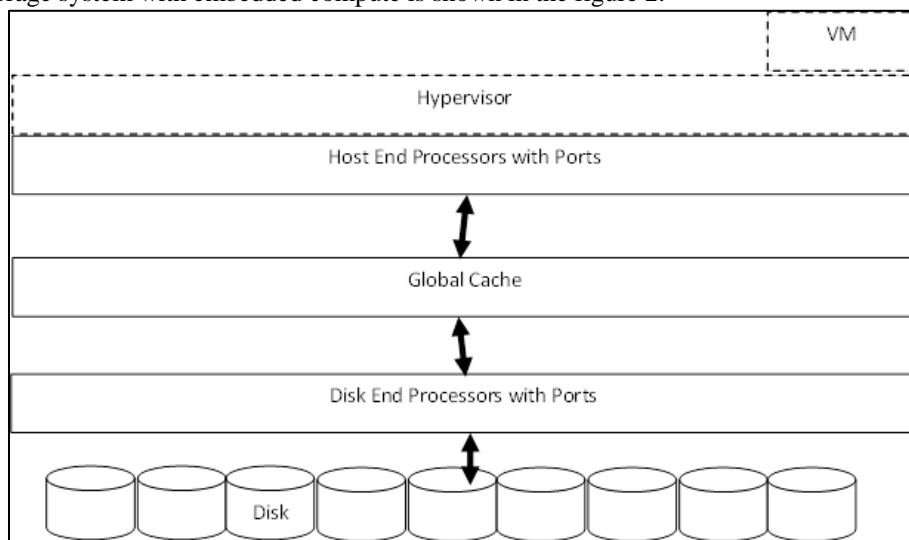 erage system with embedded compute is shown in the figure 2.
VM
Hypervisor
Host End Processors with Ports
Global Cache
Disk End Processors with Ports
Disk